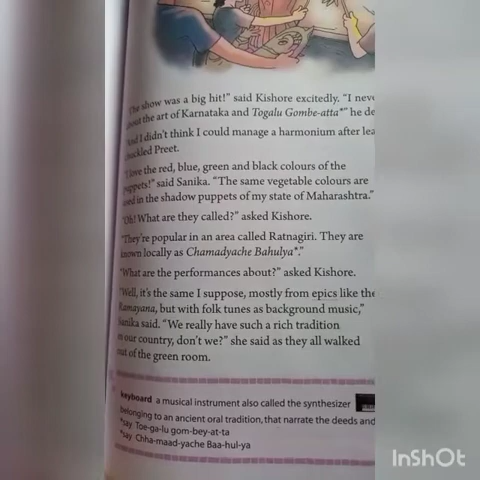 show was a big hit!" said Kishore excitedly. "I neve
the art of Karnataka and Togalu Gombe-atta*" he de
I didn't think I could manage a harmonium after lea
chuckled Preet.
"I love the red, blue, green and black colours of the
puppets!" said Sanika. "The same vegetable colours are
used in the shadow puppets of my state of Maharashtra."
"Oh! What are they called?" asked Kishore.
"They're popular in an area called Ratnagiri. They are
known locally as Chamadyache Bahulya*."
"What are the performances about?" asked Kishore.
"Well, it's the same I suppose, mostly from epics like the
Ramayana, but with folk tunes as background music,"
Sanika said. "We really have such a rich tradition
in our country, don't we?" she said as they all walked
out of the green room.
keyboard a musical instrument also called the synthesizer
belonging to an ancient oral tradition, that narrate the deeds and
*say Toe-ga-lu gom-bey-at-ta
*say Chha-maad-yache Baa-hul-ya
InShOt